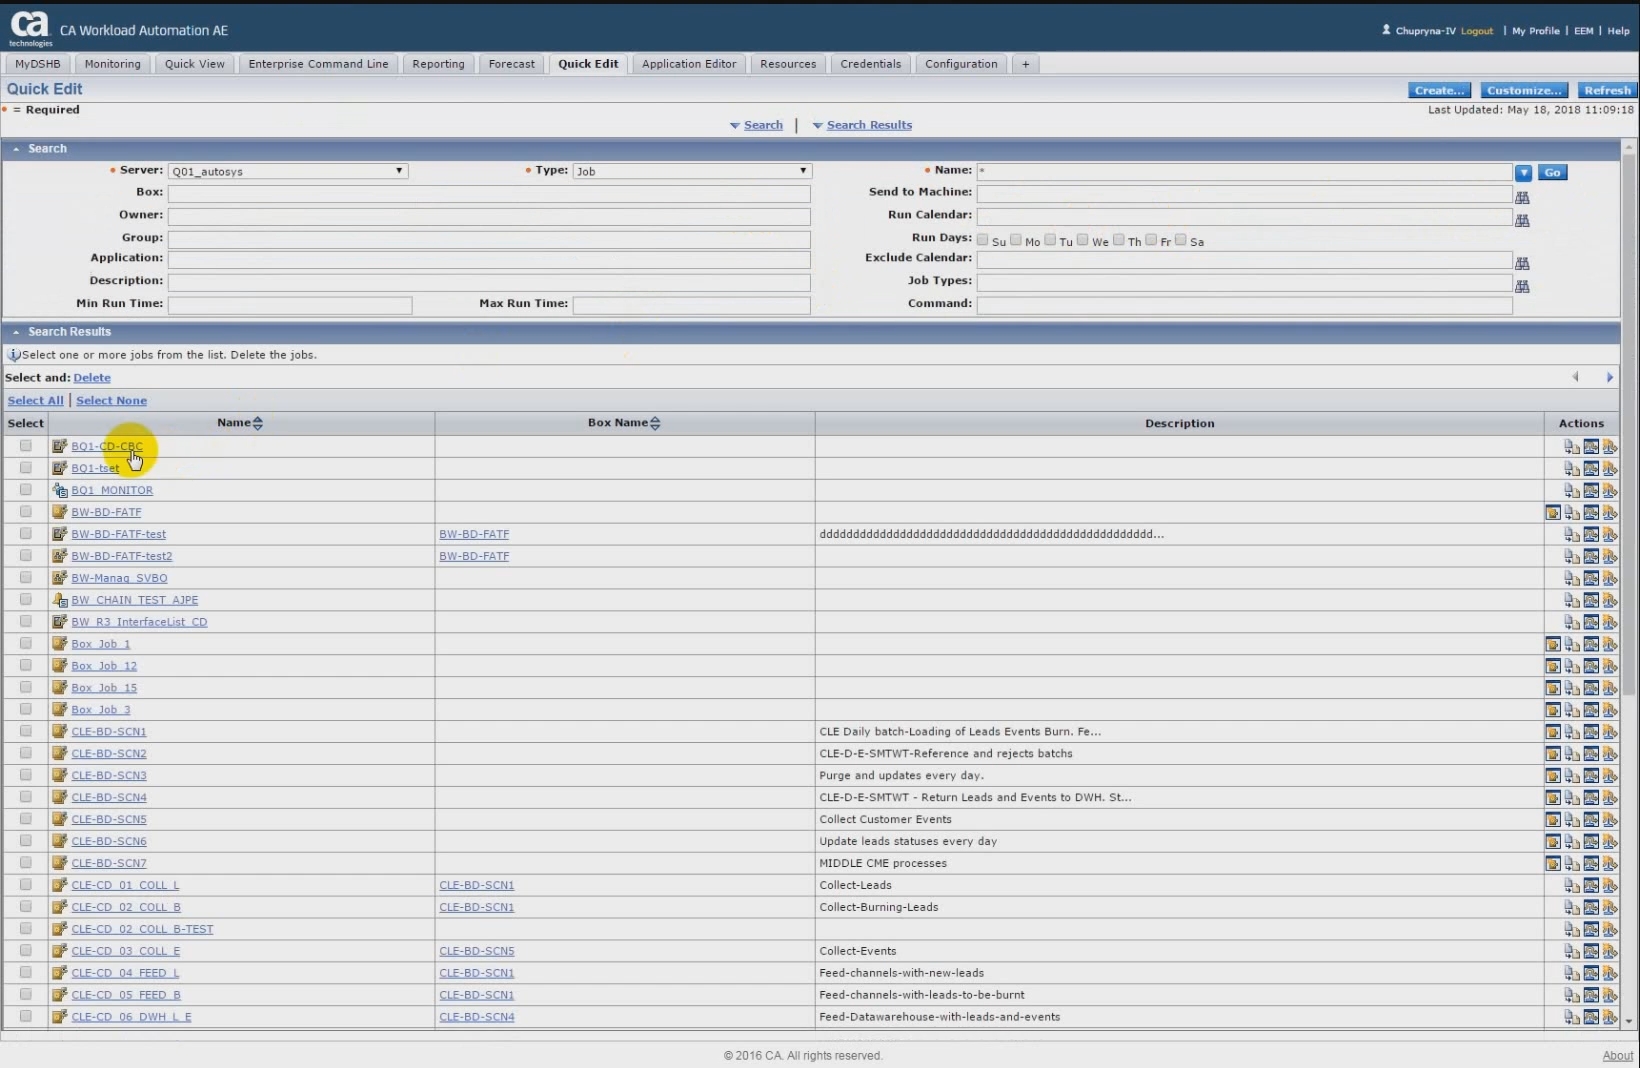 ca
technologies
CA Workload Automation AE
Chupryna-IV Logout | My Profile | EEM | Help
MyDSHB Monitoring Quick View Enterprise Command Line Reporting Forecast Quick Edit Application Editor Resources Credentials Configuration +
Quick Edit
Create... Customize... Refresh
• = Required
Last Updated: May 18, 2018 11:09:18
Search | Search Results
Search
• Server: Q01_autosys • Type: Job • Name: * Go
Box: Send to Machine:
Owner: Run Calendar:
Group: Run Days: Su Mo Tu We Th Fr Sa
Application: Exclude Calendar:
Description: Job Types:
Min Run Time: Max Run Time: Command:
Search Results
Select one or more jobs from the list. Delete the jobs.
Select and: Delete
Select All | Select None
Select Name Box Name Description Actions
BQ1-CD-CBC
BQ1-tset
BQ1_MONITOR
BW-BD-FATF
BW-BD-FATF-test BW-BD-FATF dddddddddddddddddddddddddddddddddddddddddddddddddd...
BW-BD-FATF-test2 BW-BD-FATF
BW-Manag_SVBO
BW_CHAIN_TEST_AJPE
BW_R3_InterfaceList_CD
Box_Job_1
Box_Job_12
Box_Job_15
Box_Job_3
CLE-BD-SCN1 CLE Daily batch-Loading of Leads Events Burn. Fe...
CLE-BD-SCN2 CLE-D-E-SMTWT-Reference and rejects batchs
CLE-BD-SCN3 Purge and updates every day.
CLE-BD-SCN4 CLE-D-E-SMTWT - Return Leads and Events to DWH. St...
CLE-BD-SCN5 Collect Customer Events
CLE-BD-SCN6 Update leads statuses every day
CLE-BD-SCN7 MIDDLE CME processes
CLE-CD_01_COLL_L CLE-BD-SCN1 Collect-Leads
CLE-CD_02_COLL_B CLE-BD-SCN1 Collect-Burning-Leads
CLE-CD_02_COLL_B-TEST
CLE-CD_03_COLL_E CLE-BD-SCN5 Collect-Events
CLE-CD_04_FEED_L CLE-BD-SCN1 Feed-channels-with-new-leads
CLE-CD_05_FEED_B CLE-BD-SCN1 Feed-channels-with-leads-to-be-burnt
CLE-CD_06_DWH_L_E CLE-BD-SCN4 Feed-Datawarehouse-with-leads-and-events
© 2016 CA. All rights reserved.
About